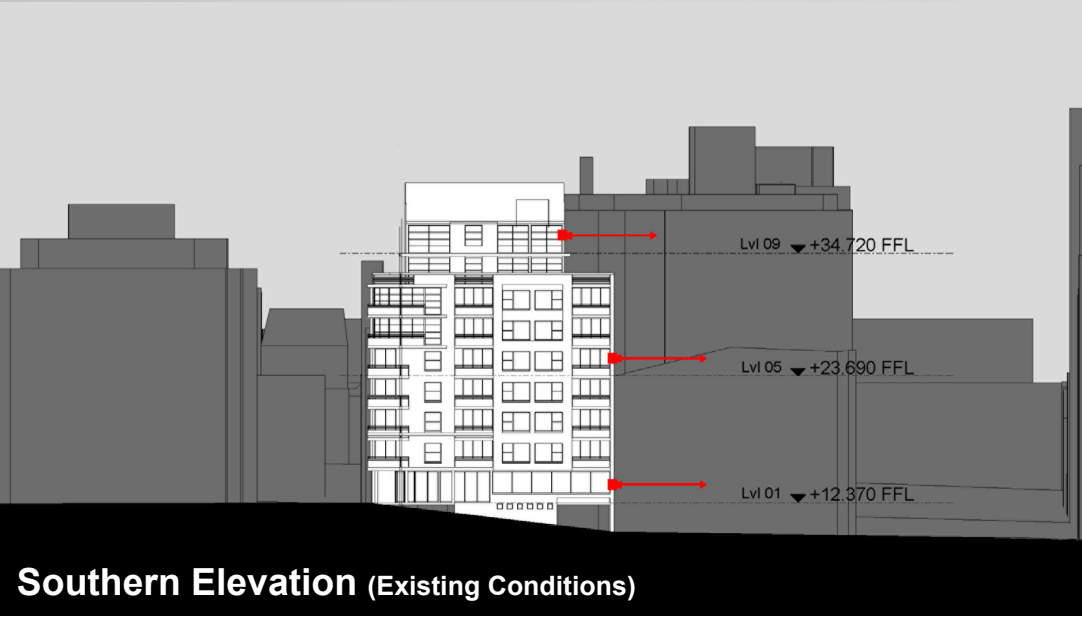 Lvl 09 +34.720 FFL
Lvl 05 +23.690 FFL
Lvl 01 +12.370 FFL
Southern Elevation (Existing Conditions)